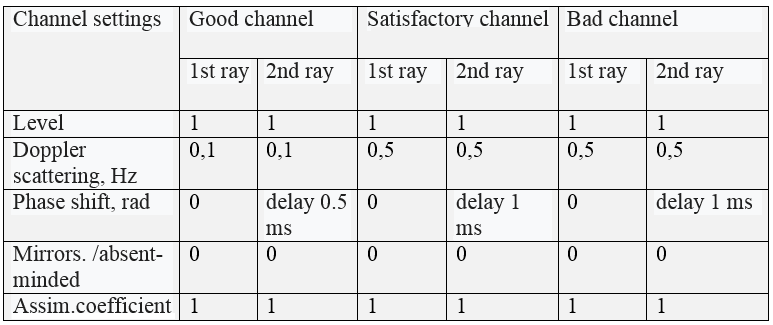 Channel settings Good channel Satisfactory channel Bad channel
1st ray 2nd ray 1st ray 2nd ray 1st ray 2nd ray
Level 1 1 1 1 1 1
Doppler scattering, Hz 0,1 0,1 0,5 0,5 0,5 0,5
Phase shift, rad 0 delay 0.5 ms 0 delay 1 ms 0 delay 1 ms
Mirrors. /absent-minded 0 0 0 0 0 0
Assim.coefficient 1 1 1 1 1 1